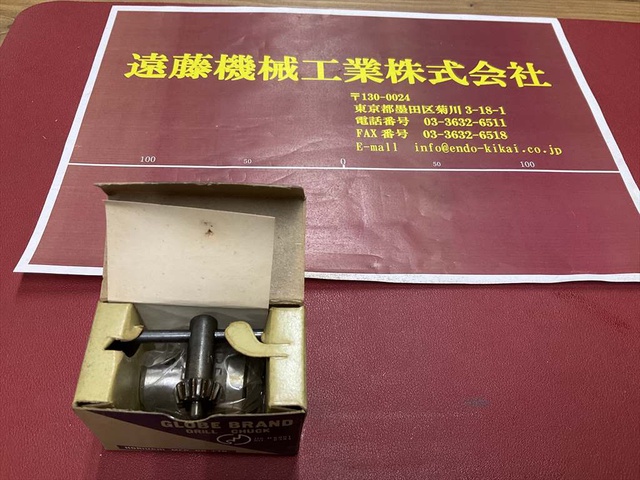 遠藤機械工業株式会社
〒130-0024
東京都墨田区菊川 3-18-1
電話番号 03-3632-6511
FAX 番号 03-3632-6518
E-mail info@endo-kikai.co.jp
100 50 0 50 100
GLOBE BRAND
DRILL CHUCK